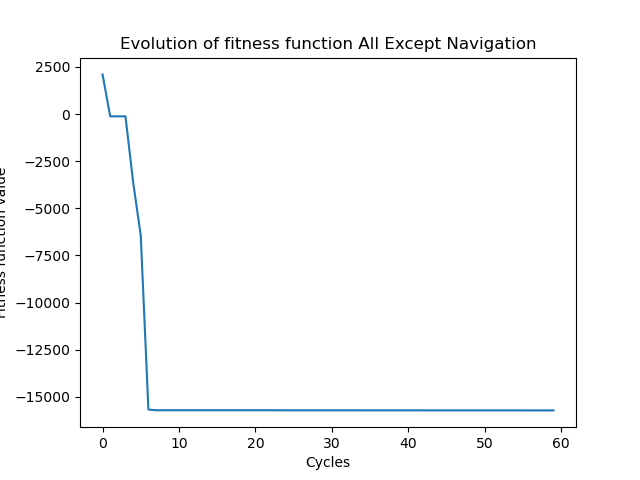 Evolution of fitness function All Except Navigation
2500
0
−2500
−5000
−7500
−10000
−12500
−15000
Fitness function value
0 10 20 30 40 50 60
Cycles